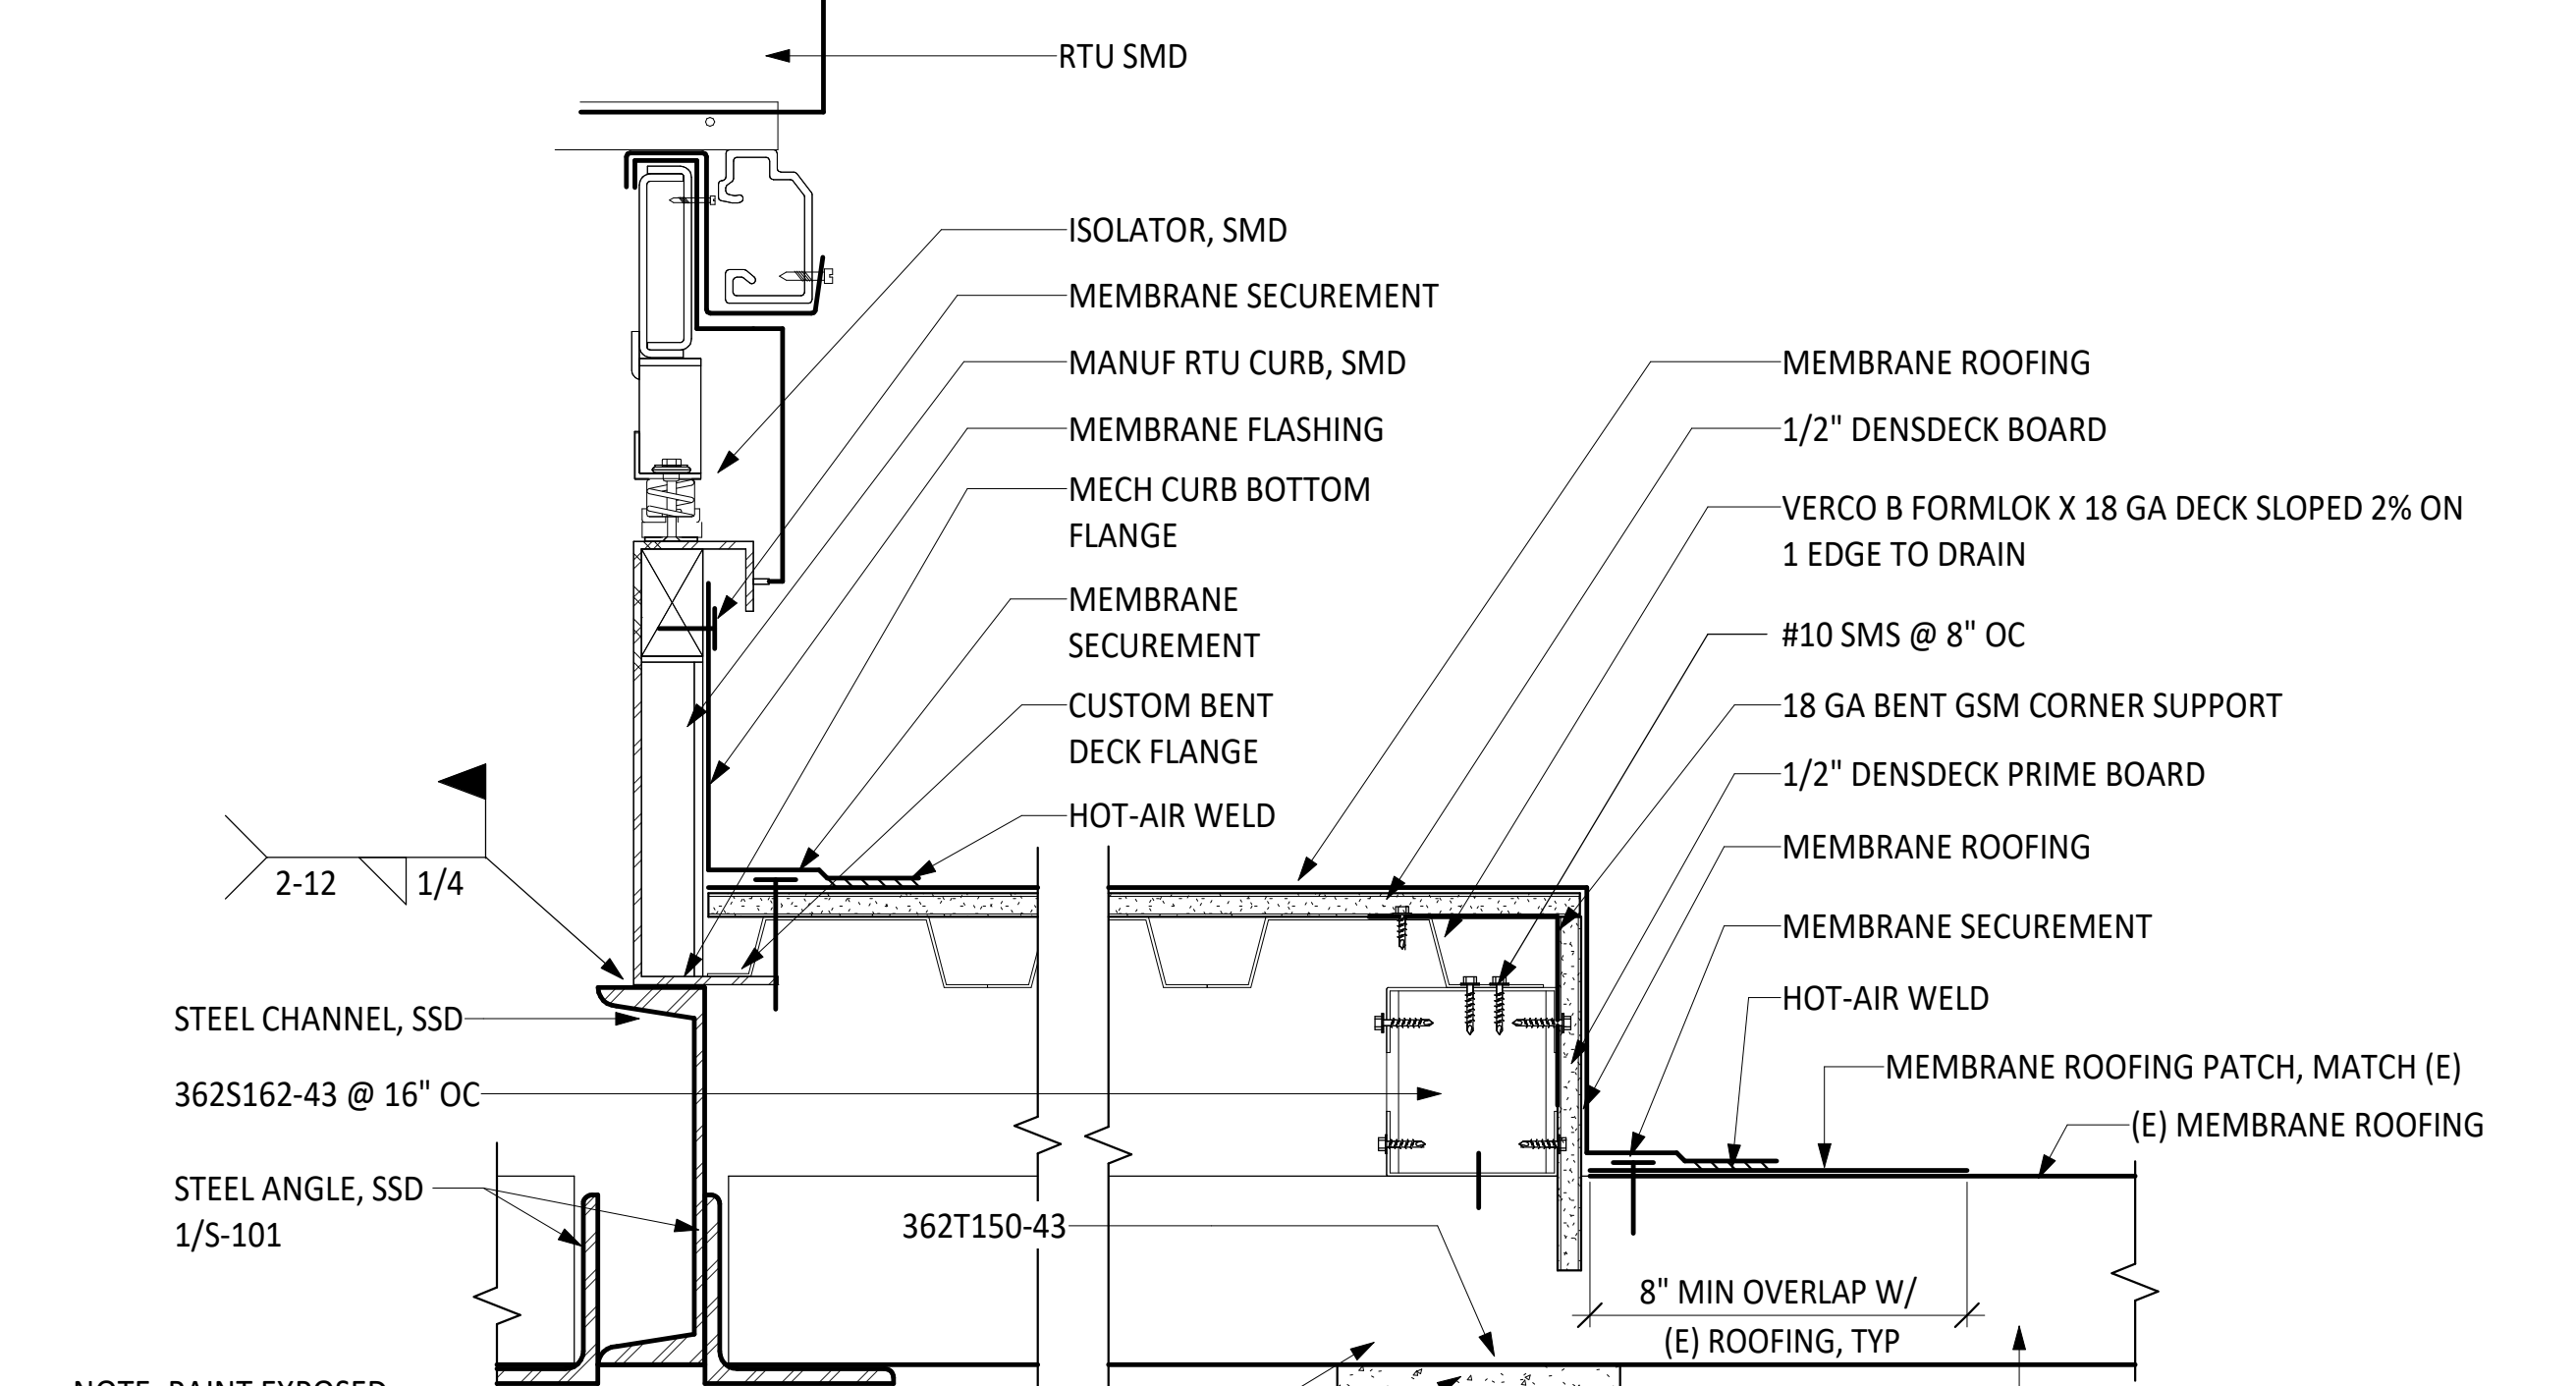 RTU SMD
ISOLATOR, SMD
MEMBRANE SECUREMENT
MANUF RTU CURB, SMD
MEMBRANE FLASHING
MECH CURB BOTTOM
FLANGE
MEMBRANE
SECUREMENT
CUSTOM BENT
DECK FLANGE
HOT-AIR WELD
MEMBRANE ROOFING
1/2" DENSDECK BOARD
VERCO B FORMLOK X 18 GA DECK SLOPED 2% ON
1 EDGE TO DRAIN
#10 SMS @ 8" OC
18 GA BENT GSM CORNER SUPPORT
1/2" DENSDECK PRIME BOARD
MEMBRANE ROOFING
MEMBRANE SECUREMENT
HOT-AIR WELD
MEMBRANE ROOFING PATCH, MATCH (E)
(E) MEMBRANE ROOFING
2-12
1/4
STEEL CHANNEL, SSD
362S162-43 @ 16" OC
STEEL ANGLE, SSD
1/S-101
362T150-43
8" MIN OVERLAP W/
(E) ROOFING, TYP
NOTE: PAINT EXPOSED